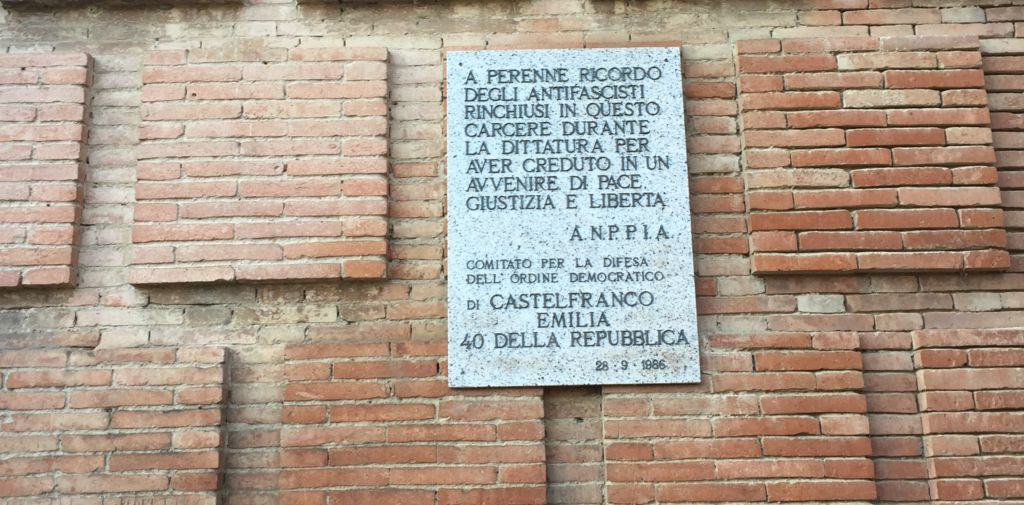 A PERENNE RICORDO
DEGLI ANTIFASCISTI
RINCHIUSI IN QUESTO
CARCERE DURANTE
LA DITTATURA PER
AVER CREDUTO IN UN
AVVENIRE DI PACE
GIUSTIZIA E LIBERTA
A.N.P.P.I.A.
COMITATO PER LA DIFESA
DELL'ORDINE DEMOCRATICO
DI CASTELFRANCO
EMILIA
40 DELLA REPUBBLICA
28.9.1986